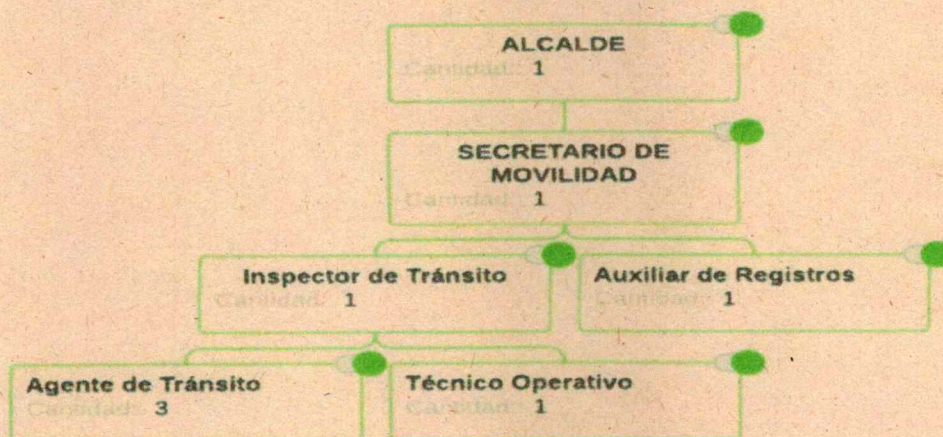 ALCALDE
Cantidad: 1
SECRETARIO DE
MOVILIDAD
Cantidad: 1
Inspector de Tránsito
Cantidad: 1
Auxiliar de Registros
Cantidad: 1
Agente de Tránsito
Cantidad: 3
Técnico Operativo
Cantidad: 1